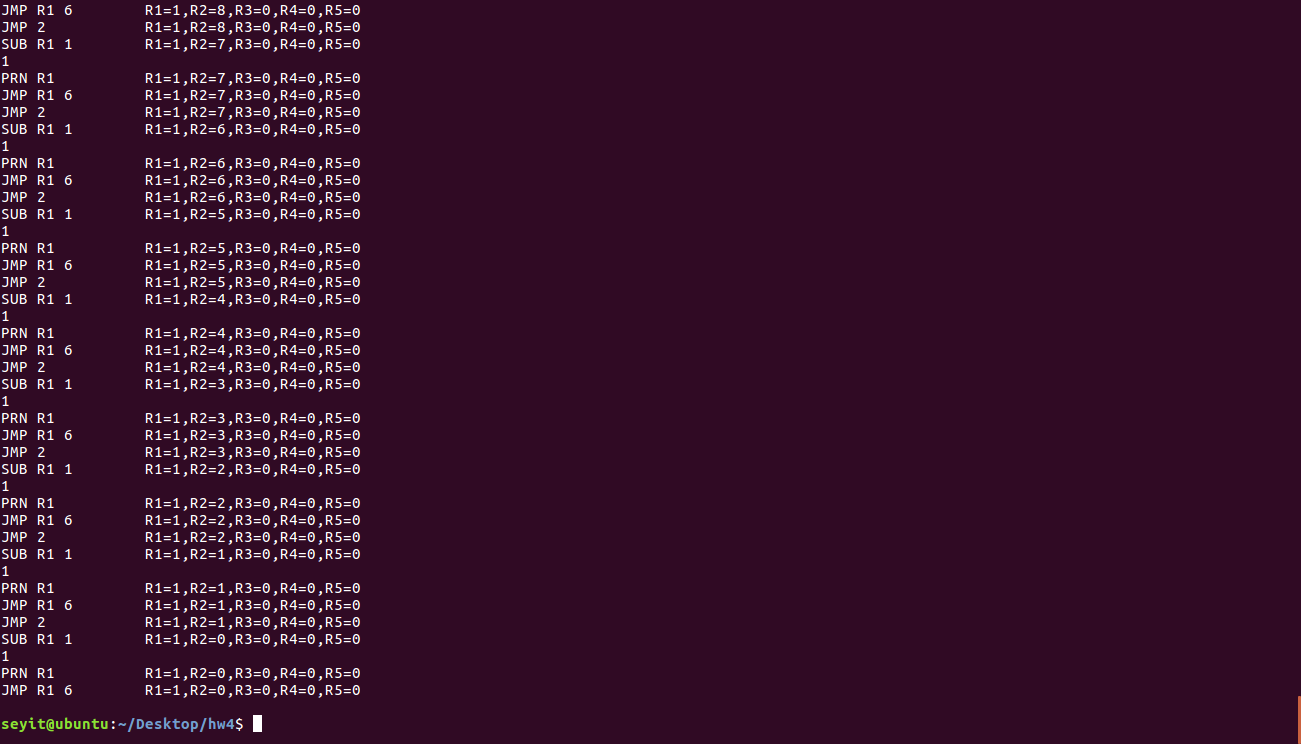 JMP R1 6        R1=1,R2=8,R3=0,R4=0,R5=0
JMP 2           R1=1,R2=8,R3=0,R4=0,R5=0
SUB R1 1        R1=1,R2=7,R3=0,R4=0,R5=0
1
PRN R1          R1=1,R2=7,R3=0,R4=0,R5=0
JMP R1 6        R1=1,R2=7,R3=0,R4=0,R5=0
JMP 2           R1=1,R2=7,R3=0,R4=0,R5=0
SUB R1 1        R1=1,R2=6,R3=0,R4=0,R5=0
1
PRN R1          R1=1,R2=6,R3=0,R4=0,R5=0
JMP R1 6        R1=1,R2=6,R3=0,R4=0,R5=0
JMP 2           R1=1,R2=6,R3=0,R4=0,R5=0
SUB R1 1        R1=1,R2=5,R3=0,R4=0,R5=0
1
PRN R1          R1=1,R2=5,R3=0,R4=0,R5=0
JMP R1 6        R1=1,R2=5,R3=0,R4=0,R5=0
JMP 2           R1=1,R2=5,R3=0,R4=0,R5=0
SUB R1 1        R1=1,R2=4,R3=0,R4=0,R5=0
1
PRN R1          R1=1,R2=4,R3=0,R4=0,R5=0
JMP R1 6        R1=1,R2=4,R3=0,R4=0,R5=0
JMP 2           R1=1,R2=4,R3=0,R4=0,R5=0
SUB R1 1        R1=1,R2=3,R3=0,R4=0,R5=0
1
PRN R1          R1=1,R2=3,R3=0,R4=0,R5=0
JMP R1 6        R1=1,R2=3,R3=0,R4=0,R5=0
JMP 2           R1=1,R2=3,R3=0,R4=0,R5=0
SUB R1 1        R1=1,R2=2,R3=0,R4=0,R5=0
1
PRN R1          R1=1,R2=2,R3=0,R4=0,R5=0
JMP R1 6        R1=1,R2=2,R3=0,R4=0,R5=0
JMP 2           R1=1,R2=2,R3=0,R4=0,R5=0
SUB R1 1        R1=1,R2=1,R3=0,R4=0,R5=0
1
PRN R1          R1=1,R2=1,R3=0,R4=0,R5=0
JMP R1 6        R1=1,R2=1,R3=0,R4=0,R5=0
JMP 2           R1=1,R2=1,R3=0,R4=0,R5=0
SUB R1 1        R1=1,R2=0,R3=0,R4=0,R5=0
1
PRN R1          R1=1,R2=0,R3=0,R4=0,R5=0
JMP R1 6        R1=1,R2=0,R3=0,R4=0,R5=0

seyit@ubuntu:~/Desktop/hw4$